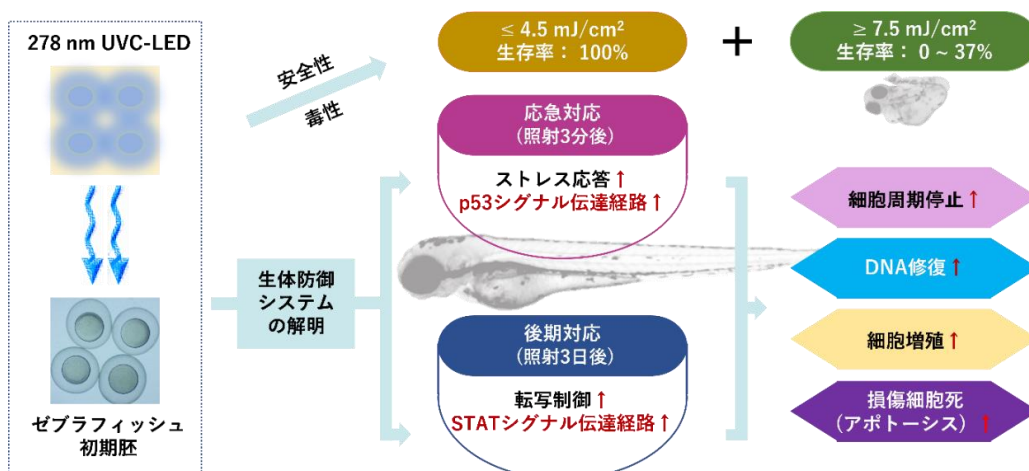 278 nm UVC-LED
ゼブラフィッシュ
初期胚
安全性
毒性
生体防御
システム
の解明
≤ 4.5 mJ/cm²
生存率： 100%
+
≥ 7.5 mJ/cm²
生存率： 0 ~ 37%
応急対応
（照射3分後）
ストレス応答↑
p53シグナル伝達経路↑
後期対応
（照射3日後）
転写制御↑
STATシグナル伝達経路↑
細胞周期停止↑
DNA修復↑
細胞増殖↑
損傷細胞死
（アポトーシス）↑